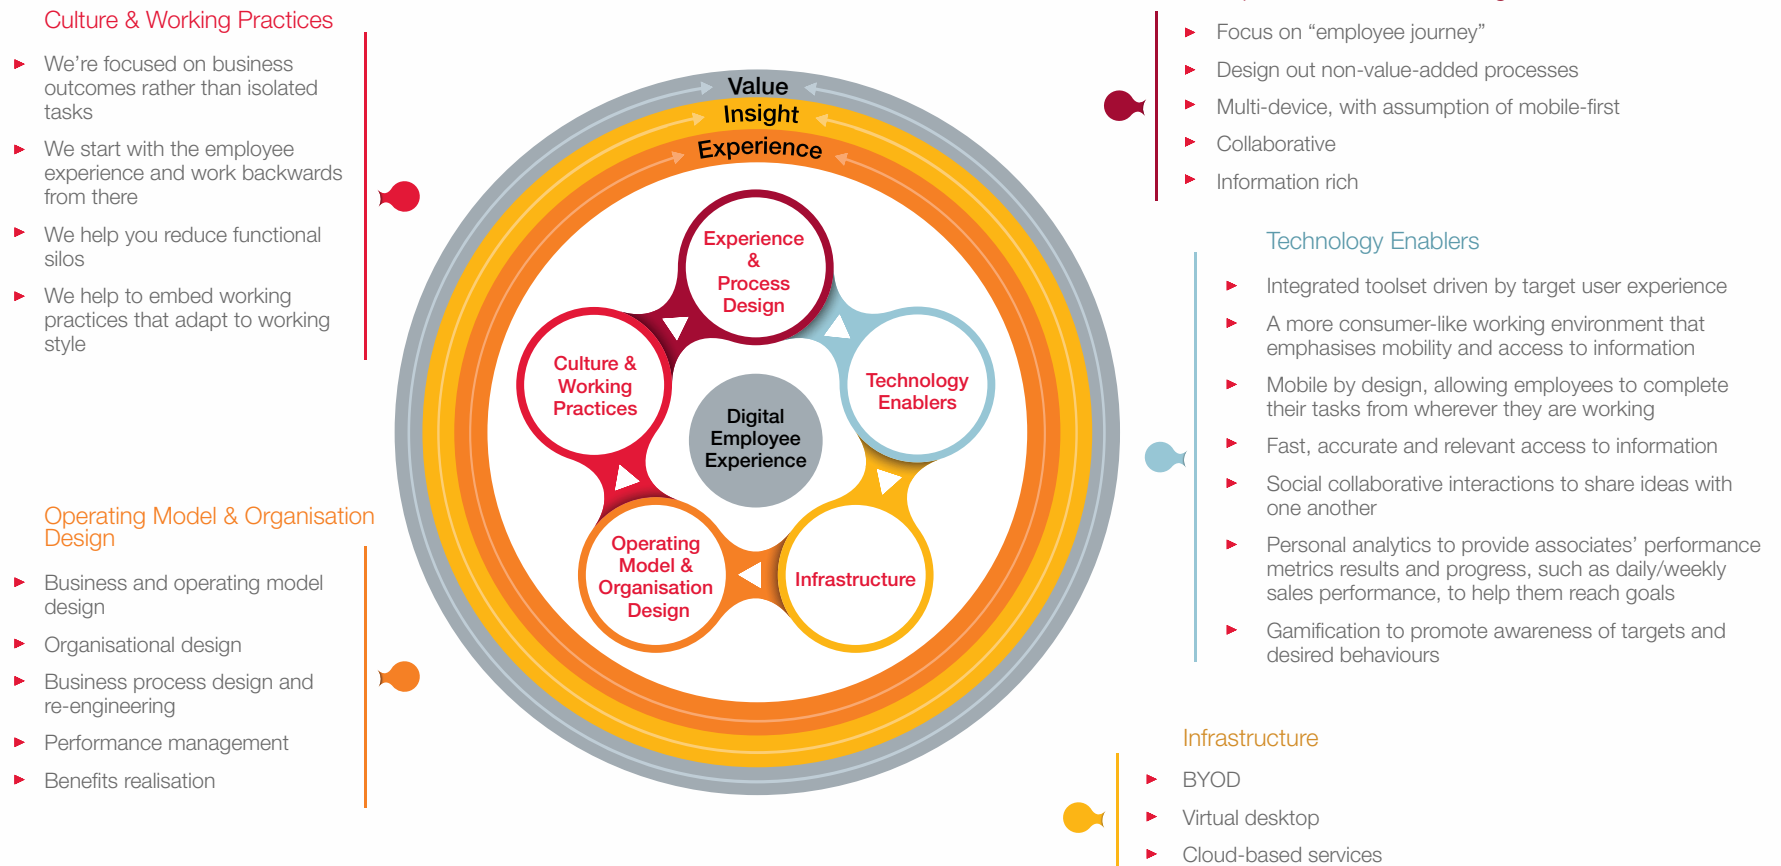 Culture & Working Practices
We’re focused on business
outcomes rather than isolated
tasks
We start with the employee
experience and work backwards
from there
We help you reduce functional
silos
We help to embed working
practices that adapt to working
style
Operating Model & Organisation
Design
Business and operating model
design
Organisational design
Business process design and
re-engineering
Performance management
Benefits realisation
Value
Insight
Experience
Experience
&
Process
Design
Culture &
Working
Practices
Technology
Enablers
Digital
Employee
Experience
Operating
Model &
Organisation
Design
Infrastructure
Focus on “employee journey”
Design out non-value-added processes
Multi-device, with assumption of mobile-first
Collaborative
Information rich
Technology Enablers
Integrated toolset driven by target user experience
A more consumer-like working environment that
emphasises mobility and access to information
Mobile by design, allowing employees to complete
their tasks from wherever they are working
Fast, accurate and relevant access to information
Social collaborative interactions to share ideas with
one another
Personal analytics to provide associates’ performance
metrics results and progress, such as daily/weekly
sales performance, to help them reach goals
Gamification to promote awareness of targets and
desired behaviours
Infrastructure
BYOD
Virtual desktop
Cloud-based services